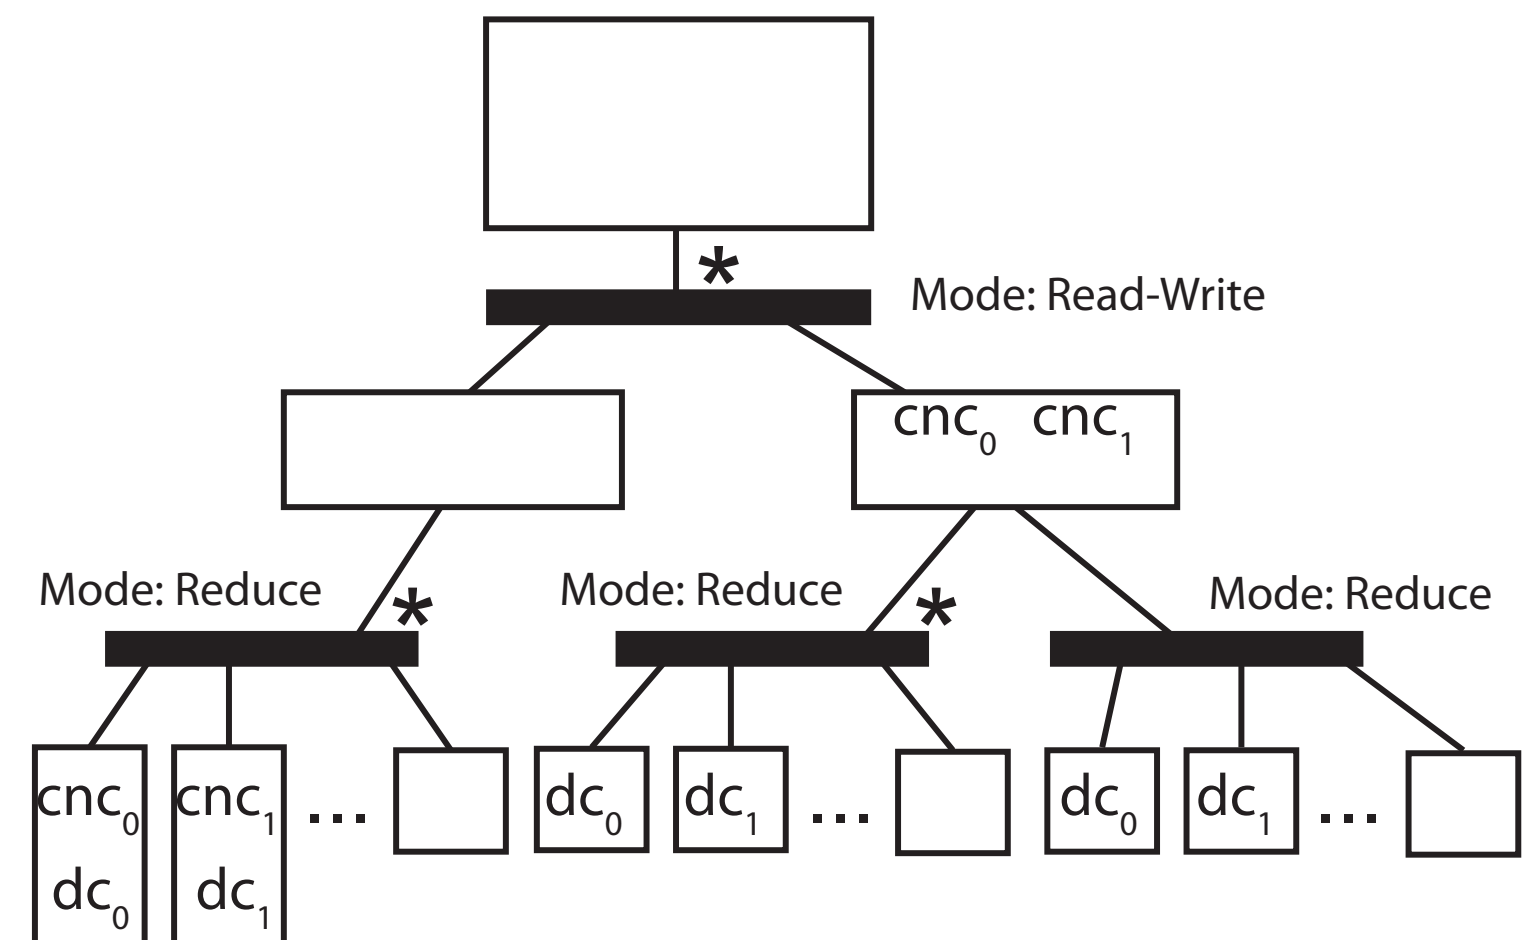 *
Mode: Read-Write
cnc₀ cnc₁
Mode: Reduce
*
Mode: Reduce
*
Mode: Reduce
cnc₀ cnc₁ ... dc₀ dc₁ ... dc₀ dc₁ ...
dc₀ dc₁